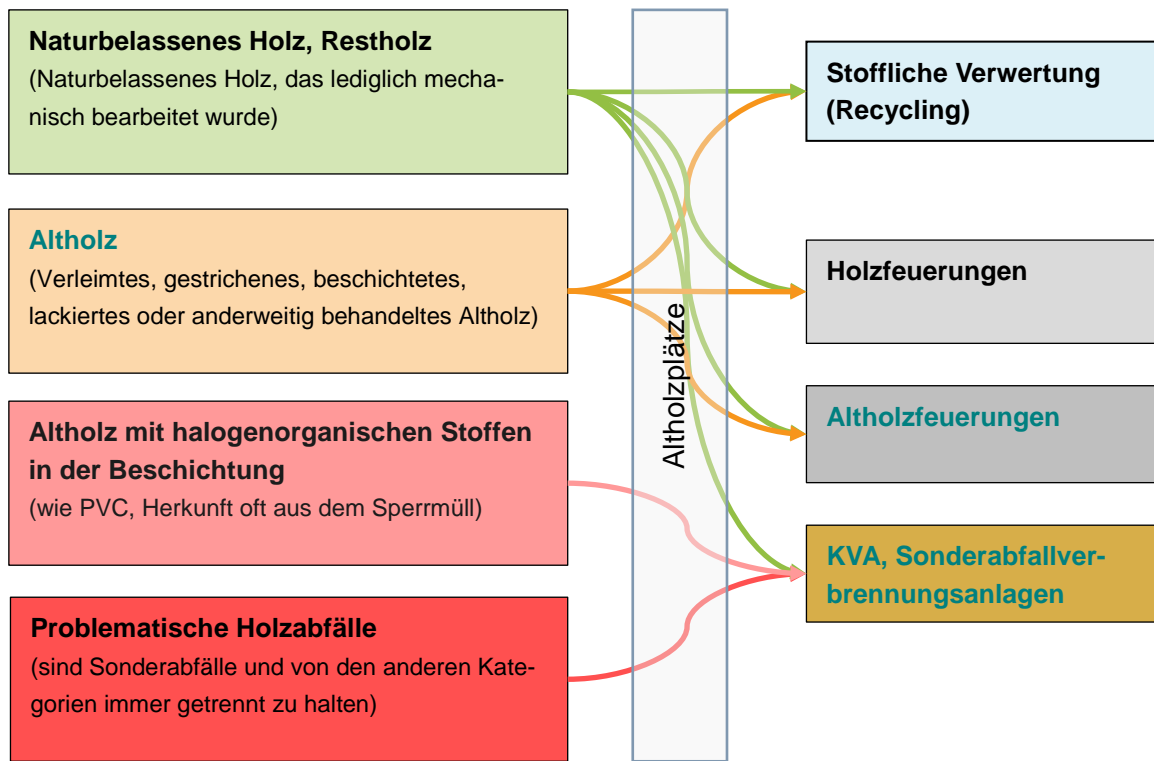 Naturbelassenes Holz, Restholz
(Naturbelassenes Holz, das lediglich mecha-
nisch bearbeitet wurde)
Altholz
(Verleimtes, gestrichenes, beschichtetes,
lackiertes oder anderweitig behandeltes Altholz)
Altholz mit halogenorganischen Stoffen
in der Beschichtung
(wie PVC, Herkunft oft aus dem Sperrmüll)
Problematische Holzabfälle
(sind Sonderabfälle und von den anderen Kate-
gorien immer getrennt zu halten)
Altholzplätze
Stoffliche Verwertung
(Recycling)
Holzfeuerungen
Altholzfeuerungen
KVA, Sonderabfallver-
brennungsanlagen